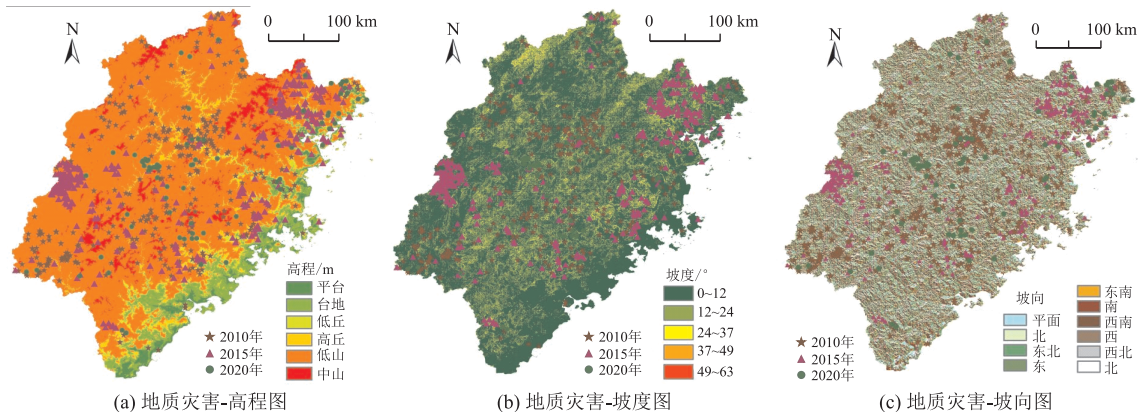 N
0 100 km
高程/m
平台
台地
低丘
高丘
低山
中山
2010年
2015年
2020年
(a) 地质灾害-高程图
N
0 100 km
坡度/°
0~12
12~24
24~37
37~49
49~63
2010年
2015年
2020年
(b) 地质灾害-坡度图
N
0 100 km
坡向
平面
北
东北
东
东南
南
西南
西
西北
北
2010年
2015年
2020年
(c) 地质灾害-坡向图